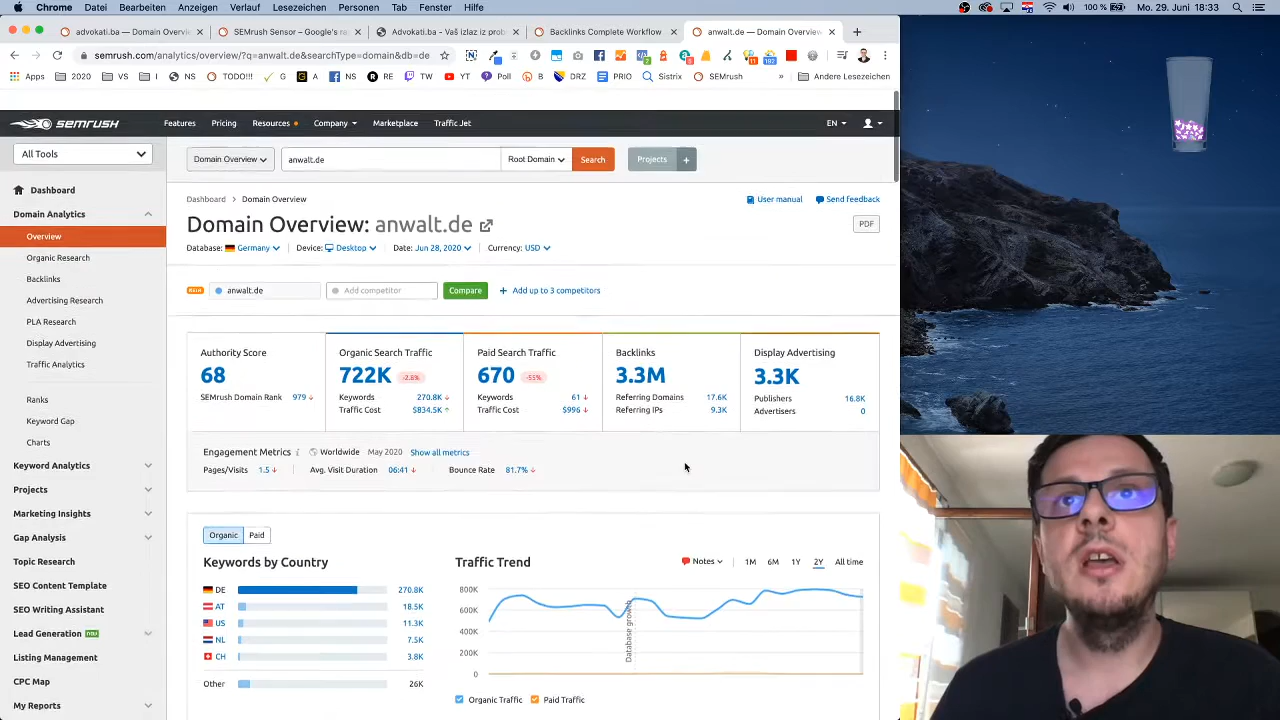 Chrome Datei Bearbeiten Anzeigen Verlauf Lesezeichen Personen Tab Fenster Hilfe
100 % Mo. 29. Juni 18:33
advokati.ba — Domain Overvi
SEMrush Sensor – Google's ra
Advokati.ba - Vaš izlaz iz prob
Backlinks Complete Workflow
anwalt.de — Domain Overview
semrush.com/analytics/overview/?q=anwalt.de&searchType=domain&db=de
Apps 2020 VS I NS TODO!!! G A NS RE TW YT Poll B DRZ PRIO Sistrix SEMrush » Andere Lesezeichen
SEMRUSH Features Pricing Resources Company Marketplace Traffic Jet EN
All Tools
Domain Overview anwalt.de Root Domain Search Projects +
Dashboard
Domain Analytics
Overview
Organic Research
Backlinks
Advertising Research
PLA Research
Display Advertising
Traffic Analytics
Ranks
Keyword Gap
Charts
Keyword Analytics
Projects
Marketing Insights
Gap Analysis
Topic Research
SEO Content Template
SEO Writing Assistant
Lead Generation
Listing Management
CPC Map
My Reports
Dashboard > Domain Overview
User manual Send feedback
Domain Overview: anwalt.de
PDF
Database: Germany Device: Desktop Date: Jun 28, 2020 Currency: USD
anwalt.de Add competitor Compare + Add up to 3 competitors
Authority Score
68
SEMrush Domain Rank 979 ↓
Organic Search Traffic
722K -2.8%
Keywords 270.8K ↓
Traffic Cost $834.5K ↑
Paid Search Traffic
670 -55%
Keywords 61 ↓
Traffic Cost $996 ↓
Backlinks
3.3M
Referring Domains 17.6K
Referring IPs 9.3K
Display Advertising
3.3K
Publishers 16.8K
Advertisers 0
Engagement Metrics i Worldwide May 2020 Show all metrics
Pages/Visits 1.5 ↓ Avg. Visit Duration 06:41 ↓ Bounce Rate 81.7% ↓
Organic Paid
Keywords by Country
DE 270.8K
AT 18.5K
US 11.3K
NL 7.5K
CH 3.8K
Other 26K
Traffic Trend
Notes 1M 6M 1Y 2Y All time
800K
600K
400K
200K
0
Database growth
Organic Traffic Paid Traffic